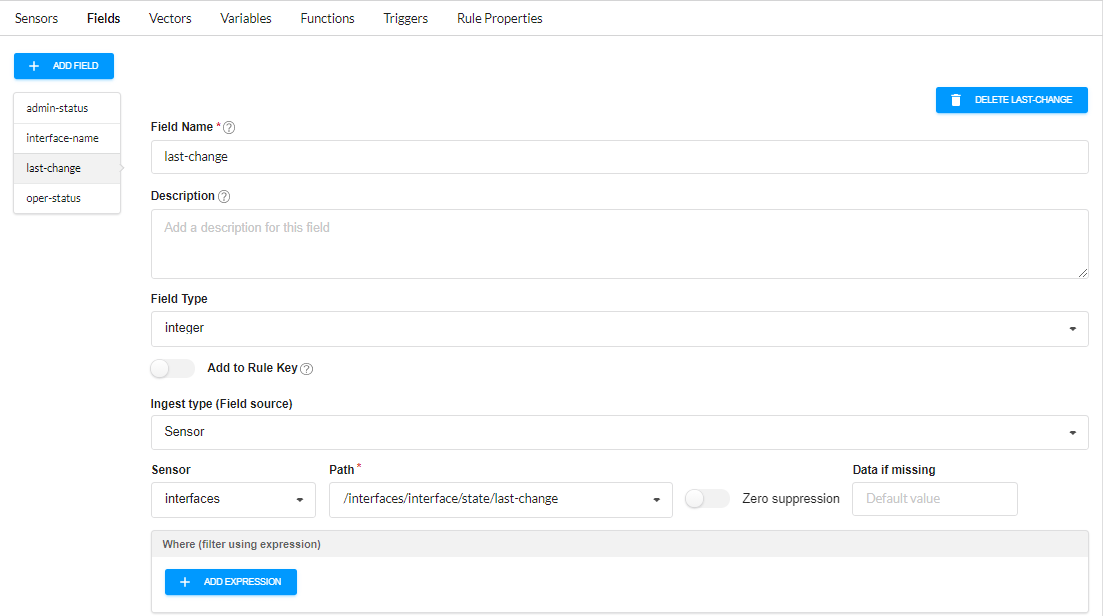 Sensors Fields Vectors Variables Functions Triggers Rule Properties
+ ADD FIELD
admin-status
interface-name
last-change
oper-status
DELETE LAST-CHANGE
Field Name * ?
last-change
Description ?
Add a description for this field
Field Type
integer
Add to Rule Key ?
Ingest type (Field source)
Sensor
Sensor Path * Data if missing
interfaces /interfaces/interface/state/last-change Zero suppression Default value
Where (filter using expression)
+ ADD EXPRESSION